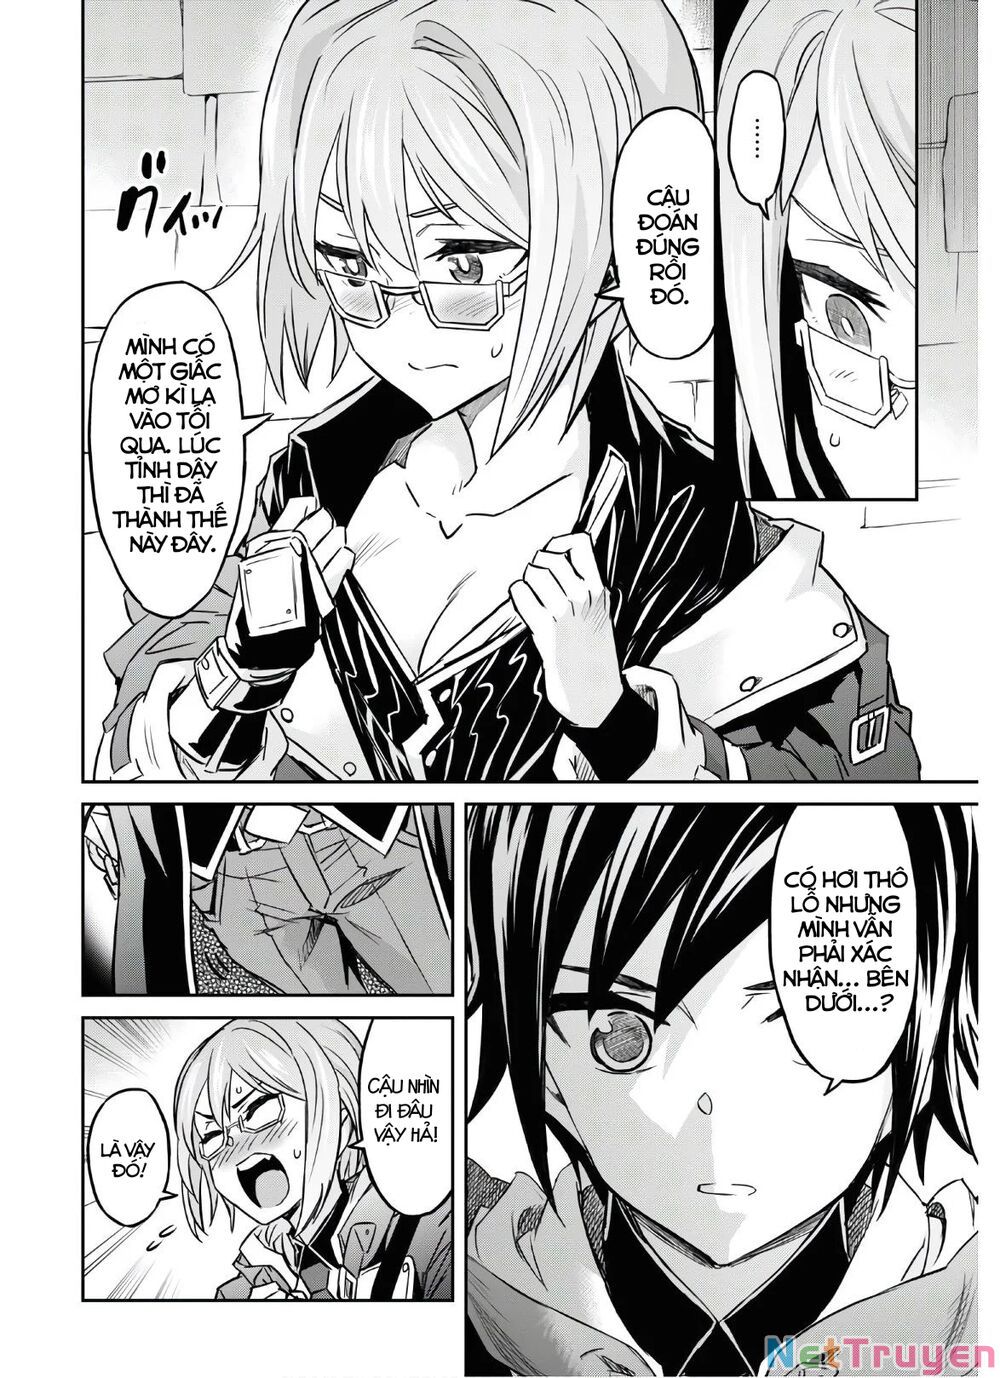 ......
CẬU
ĐOÁN
ĐÚNG
RỒI
ĐÓ.
グイッ
MÌNH CÓ
MỘT GIẤC
MƠ KÌ LẠ
VÀO TỐI
QUA. LÚC
TỈNH DẬY
THÌ ĐÃ
THÀNH THẾ
NÀY ĐÂY.
CÓ HƠI THÔ
LỖ NHƯNG
MÌNH VẪN
PHẢI XÁC
NHẬN... BÊN
DƯỚI...?
CẬU NHÌN
ĐI ĐÂU
VẬY HẢ!
LÀ VẬY
ĐÓ!
NetTruyen